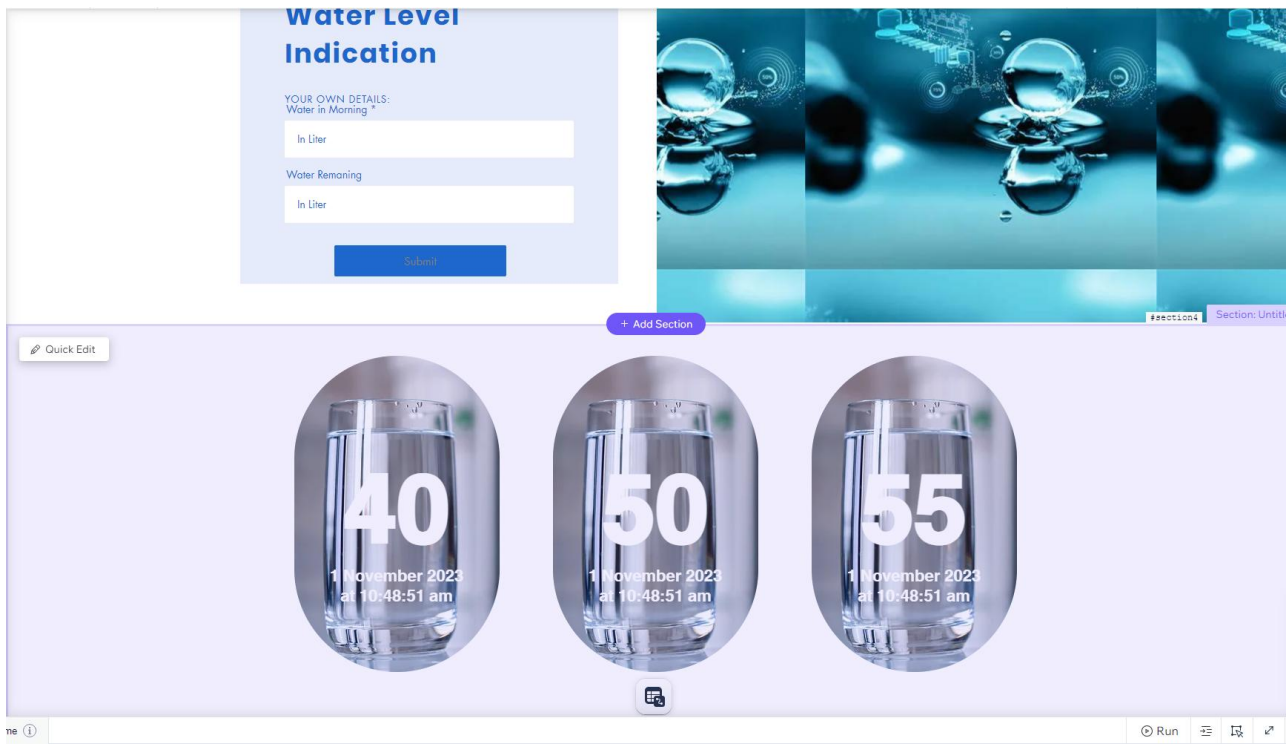 Water Level
Indication
YOUR OWN DETAILS:
Water in Morning *
In Liter
Water Remaning
In Liter
Submit
+ Add Section
#section4
Section: Untitl
Quick Edit
40
1 November 2023
at 10:48:51 am
50
1 November 2023
at 10:48:51 am
55
1 November 2023
at 10:48:51 am
me
Run